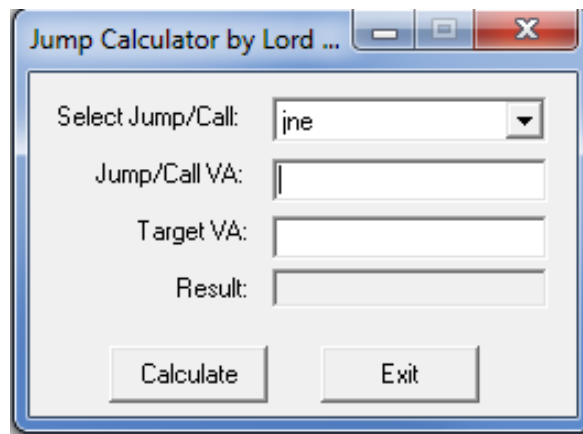 Jump Calculator by Lord ...
Select Jump/Call: jne
Jump/Call VA:
Target VA:
Result:
Calculate Exit